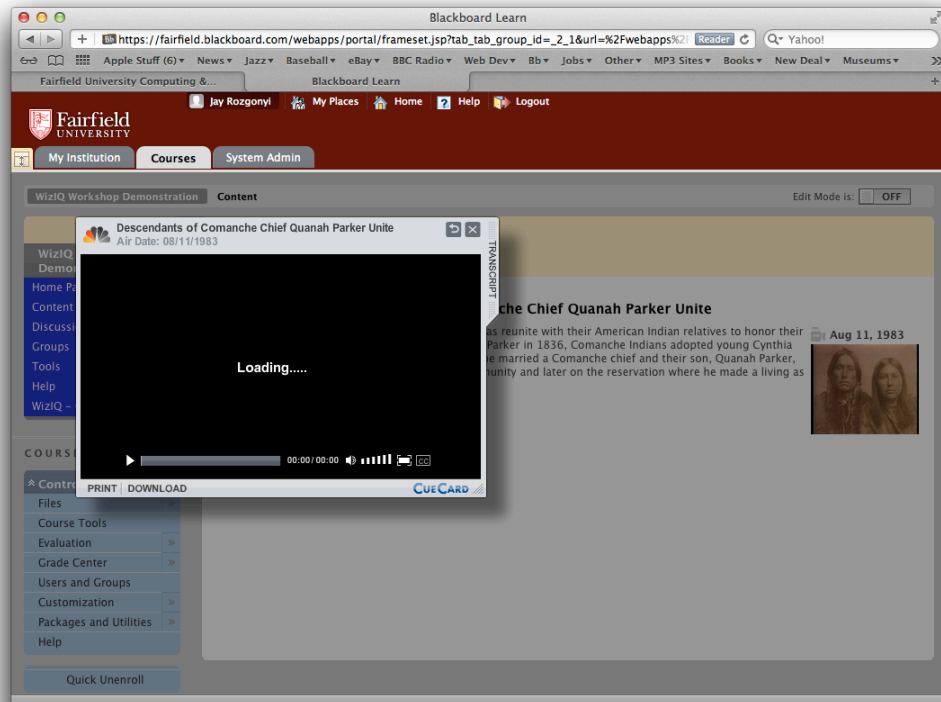 Blackboard Learn
https://fairfield.blackboard.com/webapps/portal/frameset.jsp?tab_tab_group_id=_2_1&url=%2Fwebapps%2F Reader Yahoo!
Apple Stuff (6) News Jazz Baseball eBay BBC Radio Web Dev Bb Jobs Other MP3 Sites Books New Deal Museums
Fairfield University Computing &... Blackboard Learn
Jay Rozgonyi My Places Home Help Logout
Fairfield
UNIVERSITY
My Institution Courses System Admin
WizIQ Workshop Demonstration Content Edit Mode is: OFF
Descendants of Comanche Chief Quanah Parker Unite
Air Date: 08/11/1983
TRANSCRIPT
WizIQ
Demo
Home Pa
Content
Discussi
Groups
Tools
Help
WizIQ -
che Chief Quanah Parker Unite
as reunite with their American Indian relatives to honor their
Parker in 1836, Comanche Indians adopted young Cynthia
e married a Comanche chief and their son, Quanah Parker,
unity and later on the reservation where he made a living as
Aug 11, 1983
Loading.....
00:00/00:00 CC
PRINT DOWNLOAD CUECARD
COURS
Contro
Files
Course Tools
Evaluation
Grade Center
Users and Groups
Customization
Packages and Utilities
Help
Quick Unenroll